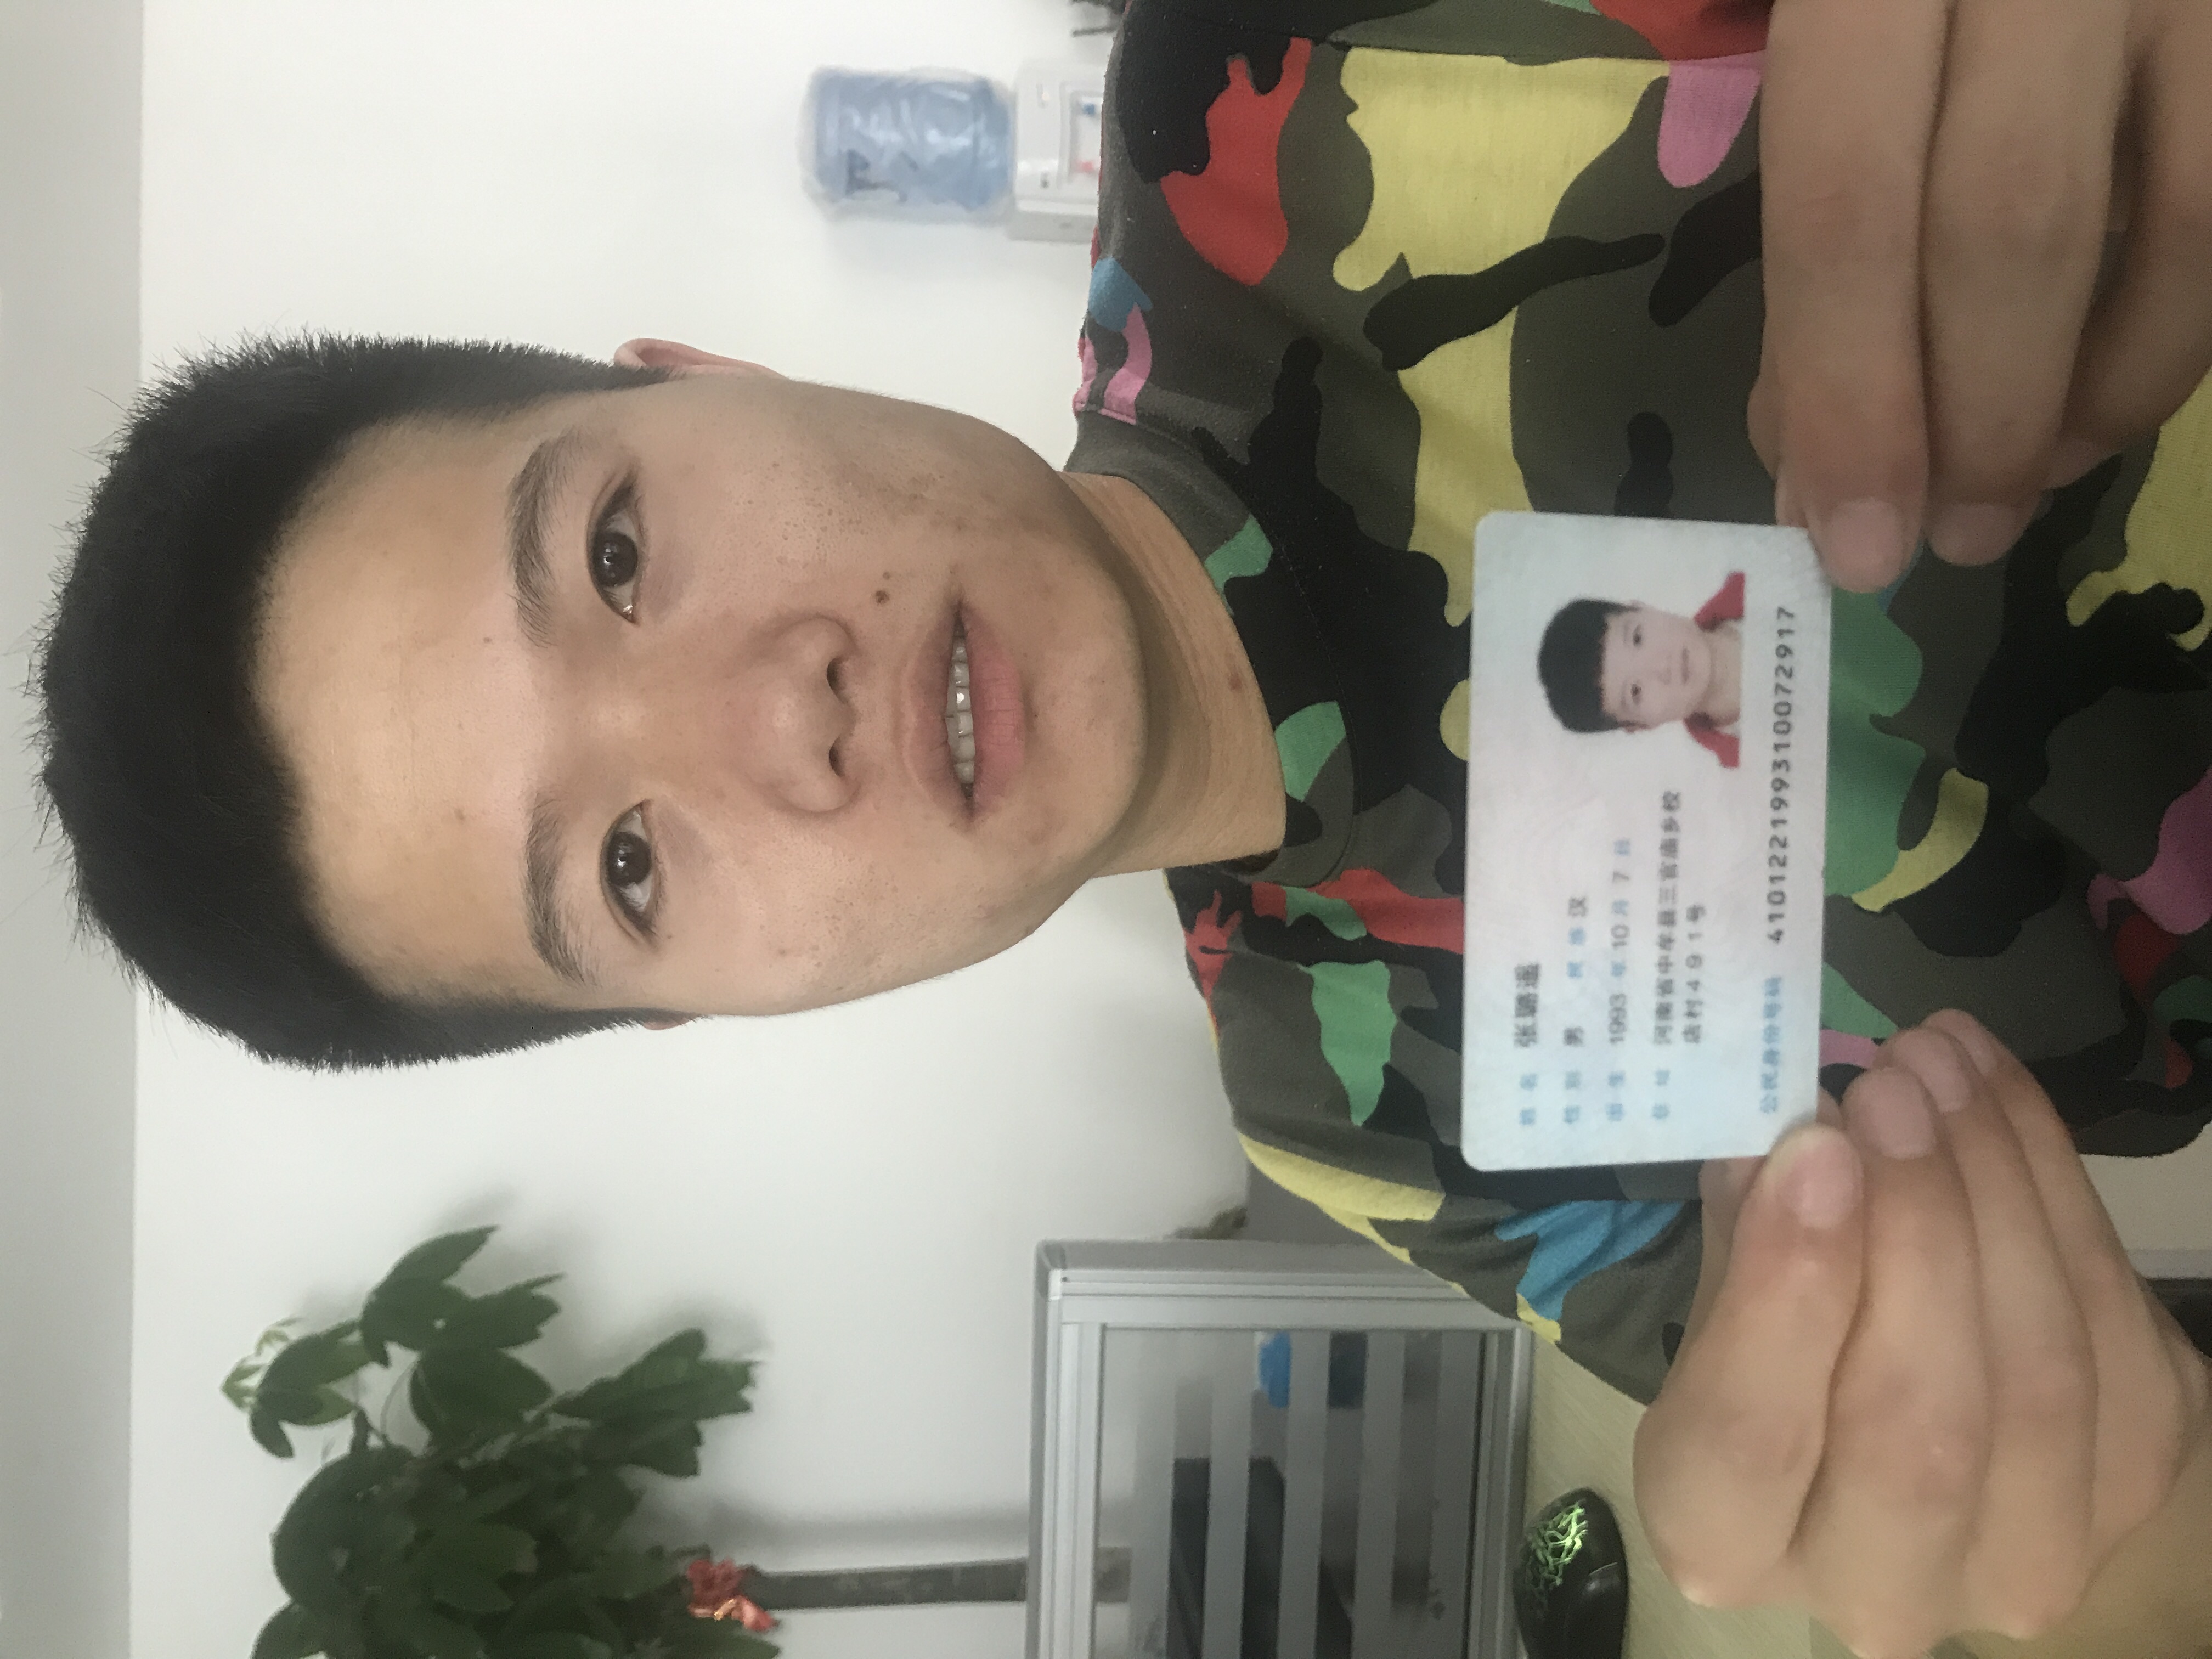 姓名 张璐遥
性别 男 民族 汉
出生 1993 年 10 月 7 日
住址 河南省中牟县三官庙乡校
店村491号
公民身份号码 410122199310072917